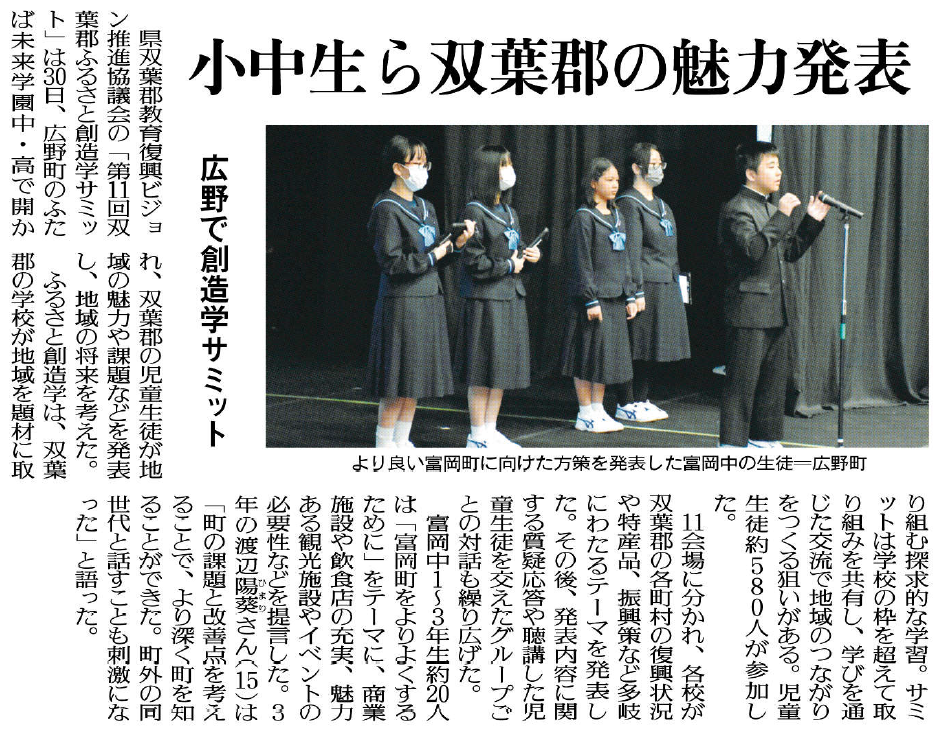 小中生ら双葉郡の魅力発表
広野で創造学サミット
県双葉郡教育復興ビジョ
ン推進協議会の「第11回双
葉郡ふるさと創造学サミッ
ト」は30日、広野町のふた
ば未来学園中・高で開か
れ、双葉郡の児童生徒が地
域の魅力や課題などを発表
し、地域の将来を考えた。
ふるさと創造学は、双葉
郡の学校が地域を題材に取
より良い富岡町に向けた方策を発表した富岡中の生徒＝広野町
り組む探求的な学習。サミ
ットは学校の枠を超えて取
り組みを共有し、学びを通
じた交流で地域のつながり
をつくる狙いがある。児童
生徒約580人が参加し
た。
11会場に分かれ、各校が
双葉郡の各町村の復興状況
や特産品、振興策など多岐
にわたるテーマを発表し
た。その後、発表内容に関
する質疑応答や聴講した児
童生徒を交えたグループご
との対話も繰り広げた。
富岡中1～3年生約20人
は「富岡町をよりよくする
ために」をテーマに、商業
施設や飲食店の充実、魅力
ある観光施設やイベントの
必要性などを提言した。3
年の渡辺陽葵さん(15)は
ひまり
「町の課題と改善点を考え
ることで、より深く町を知
ることができた。町外の同
世代と話すことも刺激にな
った」と語った。